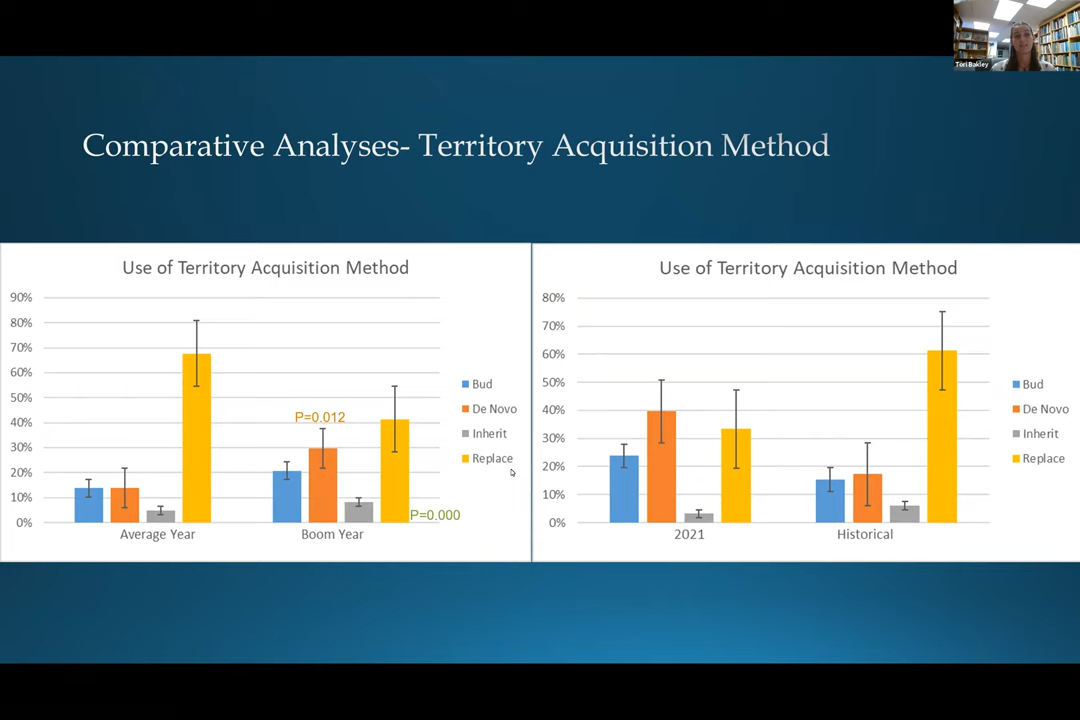 Tori Bakley
Comparative Analyses- Territory Acquisition Method
Use of Territory Acquisition Method
90%
80%
70%
60%
50%
40%
30%
20%
10%
0%
P=0.012
P=0.000
Average Year
Boom Year
Bud
De Novo
Inherit
Replace
Use of Territory Acquisition Method
80%
70%
60%
50%
40%
30%
20%
10%
0%
2021
Historical
Bud
De Novo
Inherit
Replace